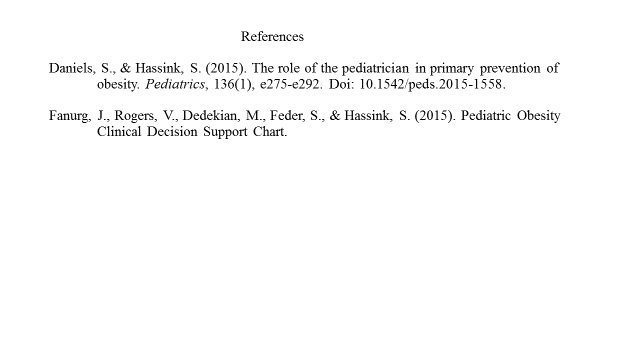 References
Daniels, S., & Hassink, S. (2015). The role of the pediatrician in primary prevention of
obesity. Pediatrics, 136(1), e275-e292. Doi: 10.1542/peds.2015-1558.
Fanurg, J., Rogers, V., Dedekian, M., Feder, S., & Hassink, S. (2015). Pediatric Obesity
Clinical Decision Support Chart.